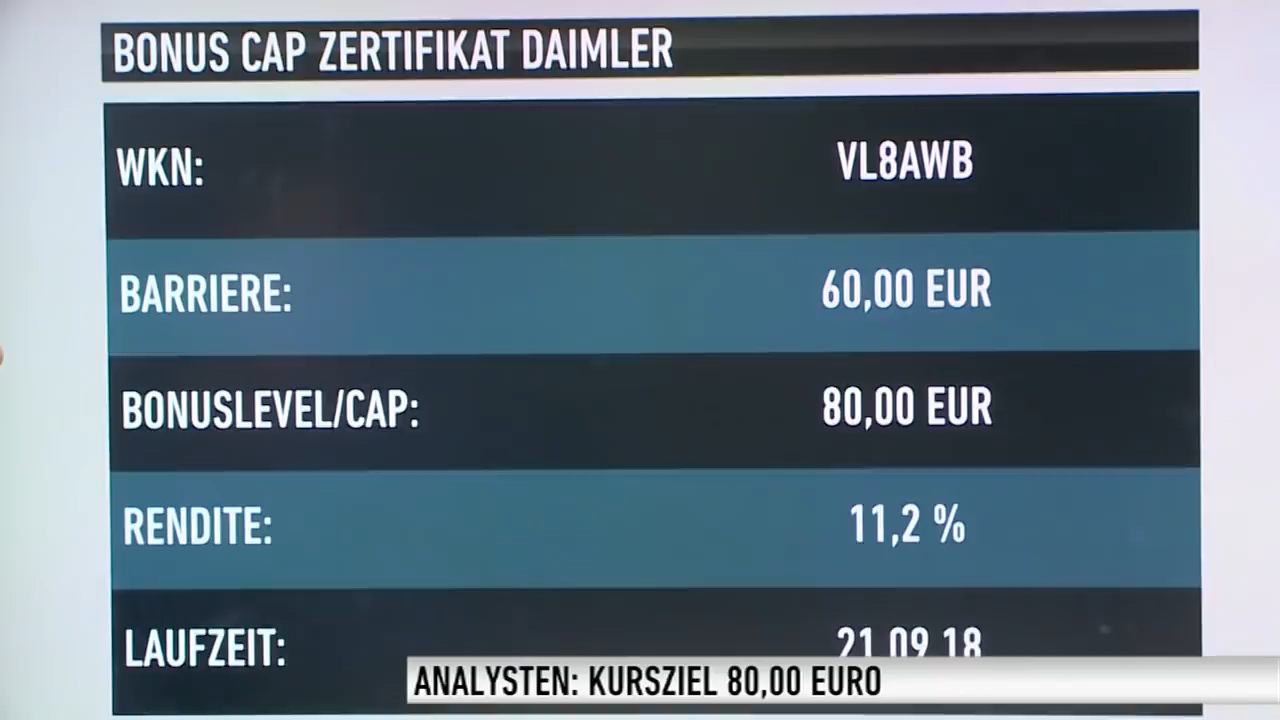 BONUS CAP ZERTIFIKAT DAIMLER
WKN: VL8AWB
BARRIERE: 60,00 EUR
BONUSLEVEL/CAP: 80,00 EUR
RENDITE: 11,2 %
LAUFZEIT: 21.09.18
ANALYSTEN: KURSZIEL 80,00 EURO